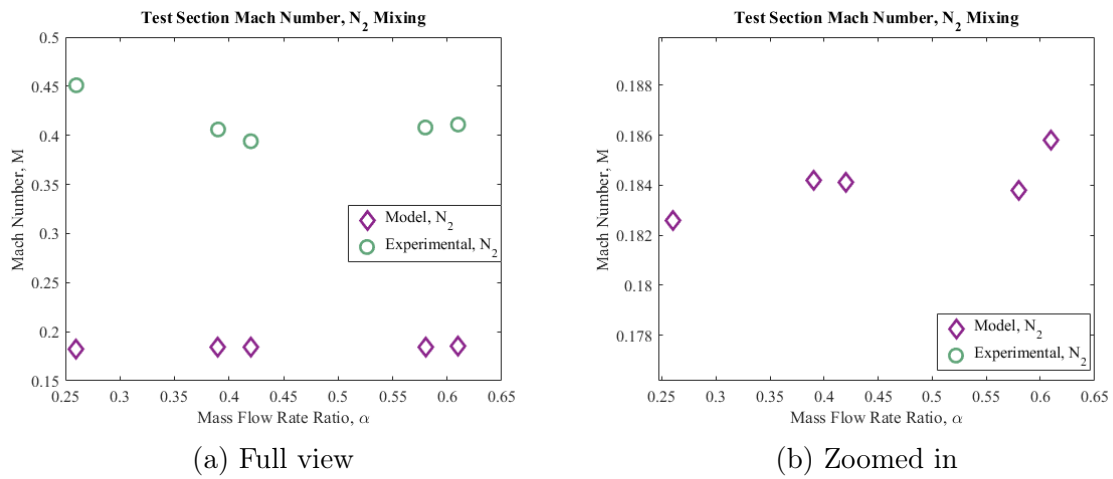 Test Section Mach Number, N2 Mixing
0.5
0.45
0.4
0.35
0.3
0.25
0.2
0.15
Mach Number, M
Model, N2
Experimental, N2
0.25 0.3 0.35 0.4 0.45 0.5 0.55 0.6 0.65
Mass Flow Rate Ratio, α
(a) Full view
Test Section Mach Number, N2 Mixing
0.188
0.186
0.184
0.182
0.18
0.178
Mach Number, M
Model, N2
Experimental, N2
0.25 0.3 0.35 0.4 0.45 0.5 0.55 0.6 0.65
Mass Flow Rate Ratio, α
(b) Zoomed in